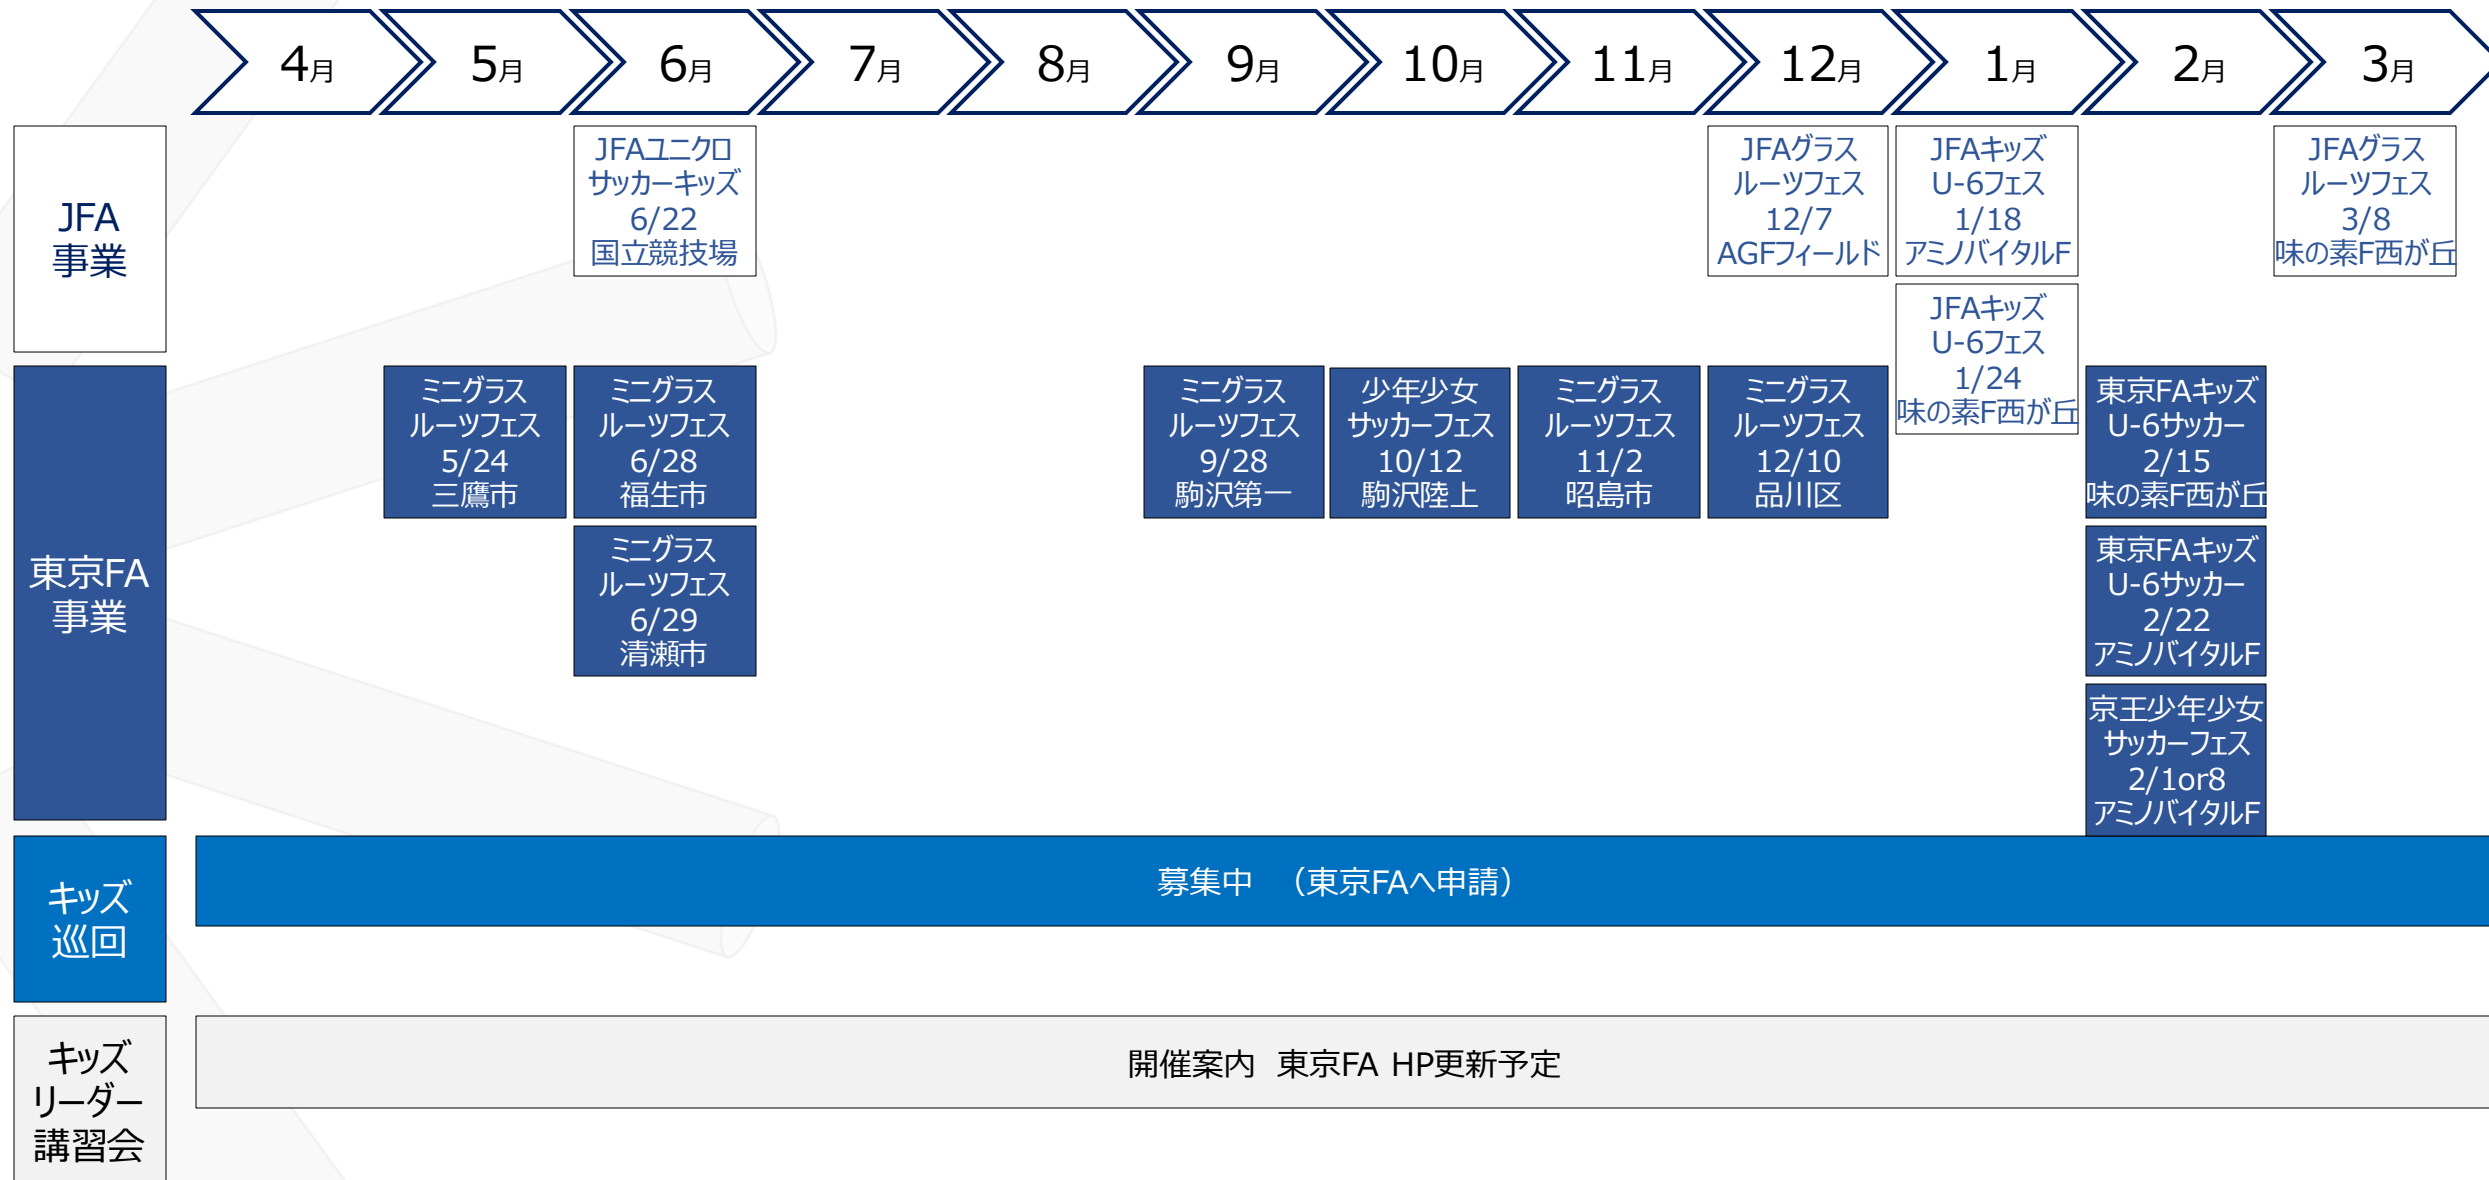 4月
5月
6月
7月
8月
9月
10月
11月
12月
1月
2月
3月
JFA
事業
JFAユニクロ
サッカーキッズ
6/22
国立競技場
JFAグラス
ルーツフェス
12/7
AGFフィールド
JFAキッズ
U-6フェス
1/18
アミノバイタルF
JFAキッズ
U-6フェス
1/24
味の素F西が丘
JFAグラス
ルーツフェス
3/8
味の素F西が丘
東京FA
事業
ミニグラス
ルーツフェス
5/24
三鷹市
ミニグラス
ルーツフェス
6/28
福生市
ミニグラス
ルーツフェス
6/29
清瀬市
ミニグラス
ルーツフェス
9/28
駒沢第一
少年少女
サッカーフェス
10/12
駒沢陸上
ミニグラス
ルーツフェス
11/2
昭島市
ミニグラス
ルーツフェス
12/10
品川区
東京FAキッズ
U-6サッカー
2/15
味の素F西が丘
東京FAキッズ
U-6サッカー
2/22
アミノバイタルF
京王少年少女
サッカーフェス
2/1or8
アミノバイタルF
キッズ
巡回
募集中 （東京FAへ申請）
キッズ
リーダー
講習会
開催案内 東京FA HP更新予定